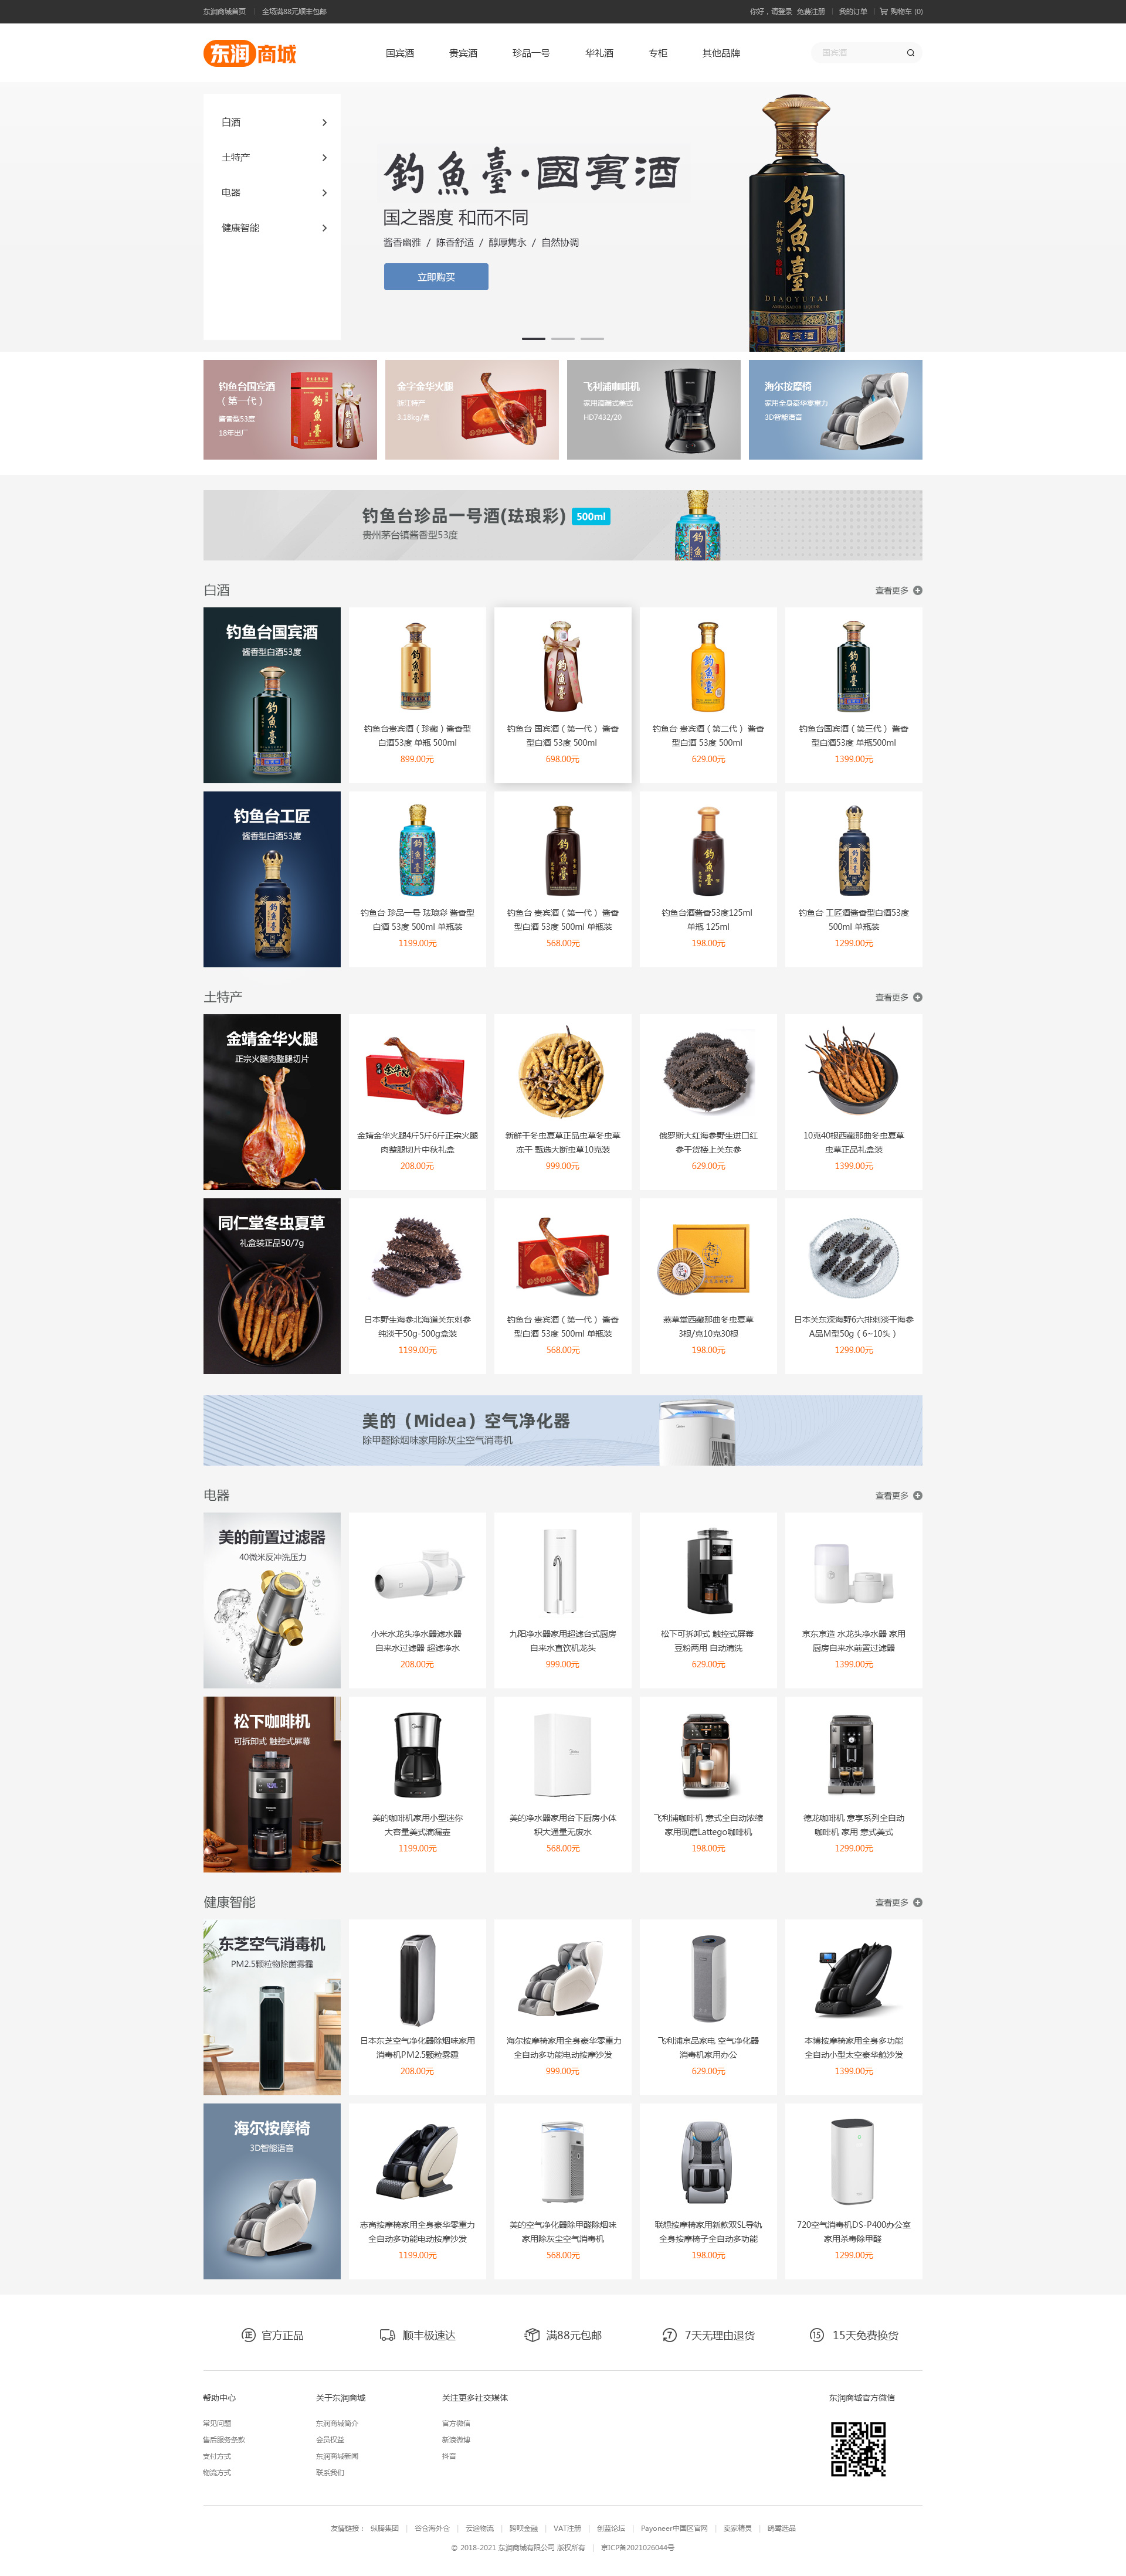 东润商城首页 | 全场满88元顺丰包邮
你好，请登录 免费注册 | 我的订单 | 购物车 (0)
东润商城
国宾酒 贵宾酒 珍品一号 华礼酒 专柜 其他品牌
国宾酒
白酒
土特产
电器
健康智能
釣魚臺·國賓酒
国之器度 和而不同
酱香幽雅 / 陈香舒适 / 醇厚隽永 / 自然协调
立即购买
釣魚臺
DIAOYUTAI
钓鱼台国宾酒
（第一代）
酱香型53度
18年出厂
金字金华火腿
浙江特产
3.18kg/盒
飞利浦咖啡机
家用滴漏式美式
HD7432/20
海尔按摩椅
家用全身豪华零重力
3D智能语音
钓鱼台珍品一号酒(珐琅彩) 500ml
贵州茅台镇酱香型53度
白酒
查看更多
钓鱼台国宾酒
酱香型白酒53度
钓鱼台贵宾酒（珍藏）酱香型
白酒53度 单瓶 500ml
899.00元
钓鱼台 国宾酒（第一代） 酱香
型白酒 53度 500ml
698.00元
钓鱼台 贵宾酒（第二代） 酱香
型白酒 53度 500ml
629.00元
钓鱼台国宾酒（第三代） 酱香
型白酒53度 单瓶500ml
1399.00元
钓鱼台工匠
酱香型白酒53度
钓鱼台 珍品一号 珐琅彩 酱香型
白酒 53度 500ml 单瓶装
1199.00元
钓鱼台 贵宾酒（第一代） 酱香
型白酒 53度 500ml 单瓶装
568.00元
钓鱼台酒酱香53度125ml
单瓶 125ml
198.00元
钓鱼台 工匠酒酱香型白酒53度
500ml 单瓶装
1299.00元
土特产
查看更多
金靖金华火腿
正宗火腿肉整腿切片
金靖金华火腿4斤5斤6斤正宗火腿
肉整腿切片中秋礼盒
208.00元
新鲜干冬虫夏草正品虫草冬虫草
冻干 甄选大断虫草10克装
999.00元
俄罗斯大红海参野生进口红
参干货楼上关东参
629.00元
10克40根西藏那曲冬虫夏草
虫草正品礼盒装
1399.00元
同仁堂冬虫夏草
礼盒装正品50/7g
日本野生海参北海道关东刺参
纯淡干50g-500g盒装
1199.00元
钓鱼台 贵宾酒（第一代） 酱香
型白酒 53度 500ml 单瓶装
568.00元
燕草堂西藏那曲冬虫夏草
3根/克10克30根
198.00元
日本关东深海野6六排刺淡干海参
A品M型50g（6~10头）
1299.00元
美的（Midea）空气净化器
除甲醛除烟味家用除灰尘空气消毒机
电器
查看更多
美的前置过滤器
40微米反冲洗压力
小米水龙头净水器滤水器
自来水过滤器 超滤净水
208.00元
九阳净水器家用超滤台式厨房
自来水直饮机龙头
999.00元
松下可拆卸式 触控式屏幕
豆粉两用 自动清洗
629.00元
京东京造 水龙头净水器 家用
厨房自来水前置过滤器
1399.00元
松下咖啡机
可拆卸式 触控式屏幕
美的咖啡机家用小型迷你
大容量美式滴漏壶
1199.00元
美的净水器家用台下厨房小体
积大通量无废水
568.00元
飞利浦咖啡机 意式全自动浓缩
家用现磨Lattego咖啡机
198.00元
德龙咖啡机 意享系列全自动
咖啡机 家用 意式美式
1299.00元
健康智能
查看更多
东芝空气消毒机
PM2.5颗粒物除菌雾霾
日本东芝空气净化器除烟味家用
消毒机PM2.5颗粒雾霾
208.00元
海尔按摩椅家用全身豪华零重力
全自动多功能电动按摩沙发
999.00元
飞利浦京品家电 空气净化器
消毒机家用办公
629.00元
本博按摩椅家用全身多功能
全自动小型太空豪华舱沙发
1399.00元
海尔按摩椅
3D智能语音
志高按摩椅家用全身豪华零重力
全自动多功能电动按摩沙发
1199.00元
美的空气净化器除甲醛除烟味
家用除灰尘空气消毒机
568.00元
联想按摩椅家用新款双SL导轨
全身按摩椅子全自动多功能
198.00元
720空气消毒机DS-P400办公室
家用杀毒除甲醛
1299.00元
官方正品 顺丰极速达 满88元包邮 7天无理由退货 15天免费换货
帮助中心
常见问题
售后服务条款
支付方式
物流方式
关于东润商城
东润商城简介
会员权益
东润商城新闻
联系我们
关注更多社交媒体
官方微信
新浪微博
抖音
东润商城官方微信
友情链接： 纵腾集团 | 谷仓海外仓 | 云途物流 | 跨呗金融 | VAT注册 | 创蓝论坛 | Payoneer中国区官网 | 卖家精灵 | 鸣鹭选品
© 2018-2021 东润商城有限公司 版权所有 | 京ICP备2021026044号